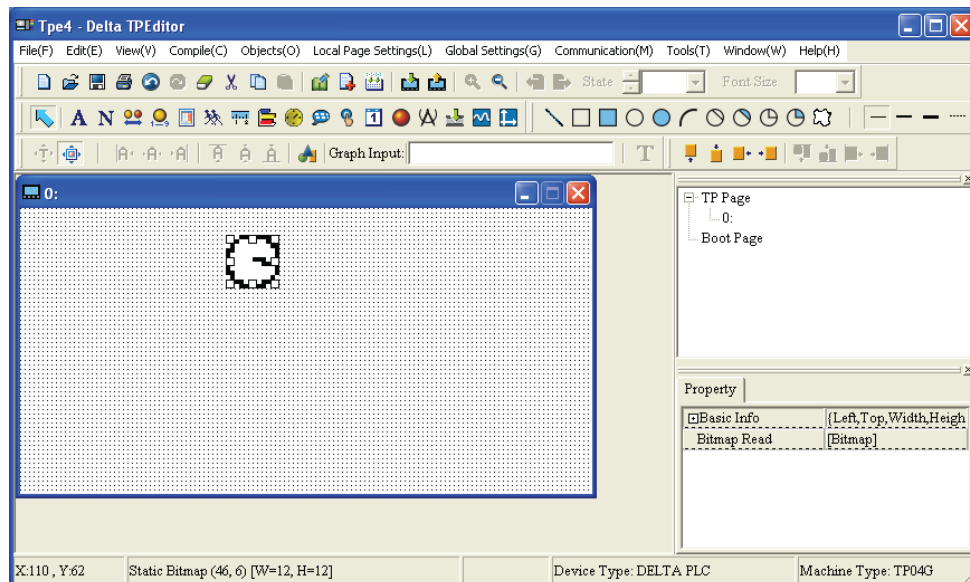 Tpe4 - Delta TPEditor
File(F) Edit(E) View(V) Compile(C) Objects(O) Local Page Settings(L) Global Settings(G) Communication(M) Tools(T) Window(W) Help(H)
State Font Size
A N 1
A A A A A A Graph Input: T
0:
TP Page
0:
Boot Page
Property
Basic Info {Left,Top,Width,Heigh
Bitmap Read [Bitmap]
X:110 , Y:62 Static Bitmap (46, 6) [W=12, H=12] Device Type: DELTA PLC Machine Type: TP04G